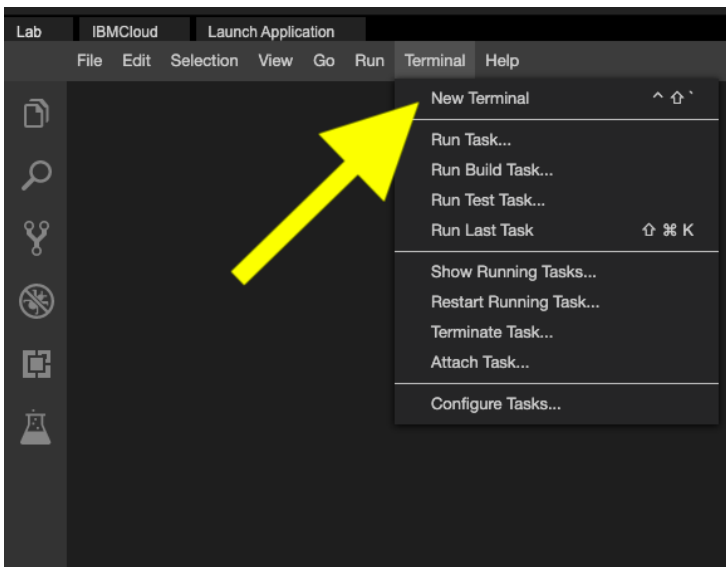 Lab IBMCloud Launch Application
File Edit Selection View Go Run Terminal Help
New Terminal ^ ⇧ `
Run Task...
Run Build Task...
Run Test Task...
Run Last Task ⇧ ⌘ K
Show Running Tasks...
Restart Running Task...
Terminate Task...
Attach Task...
Configure Tasks...